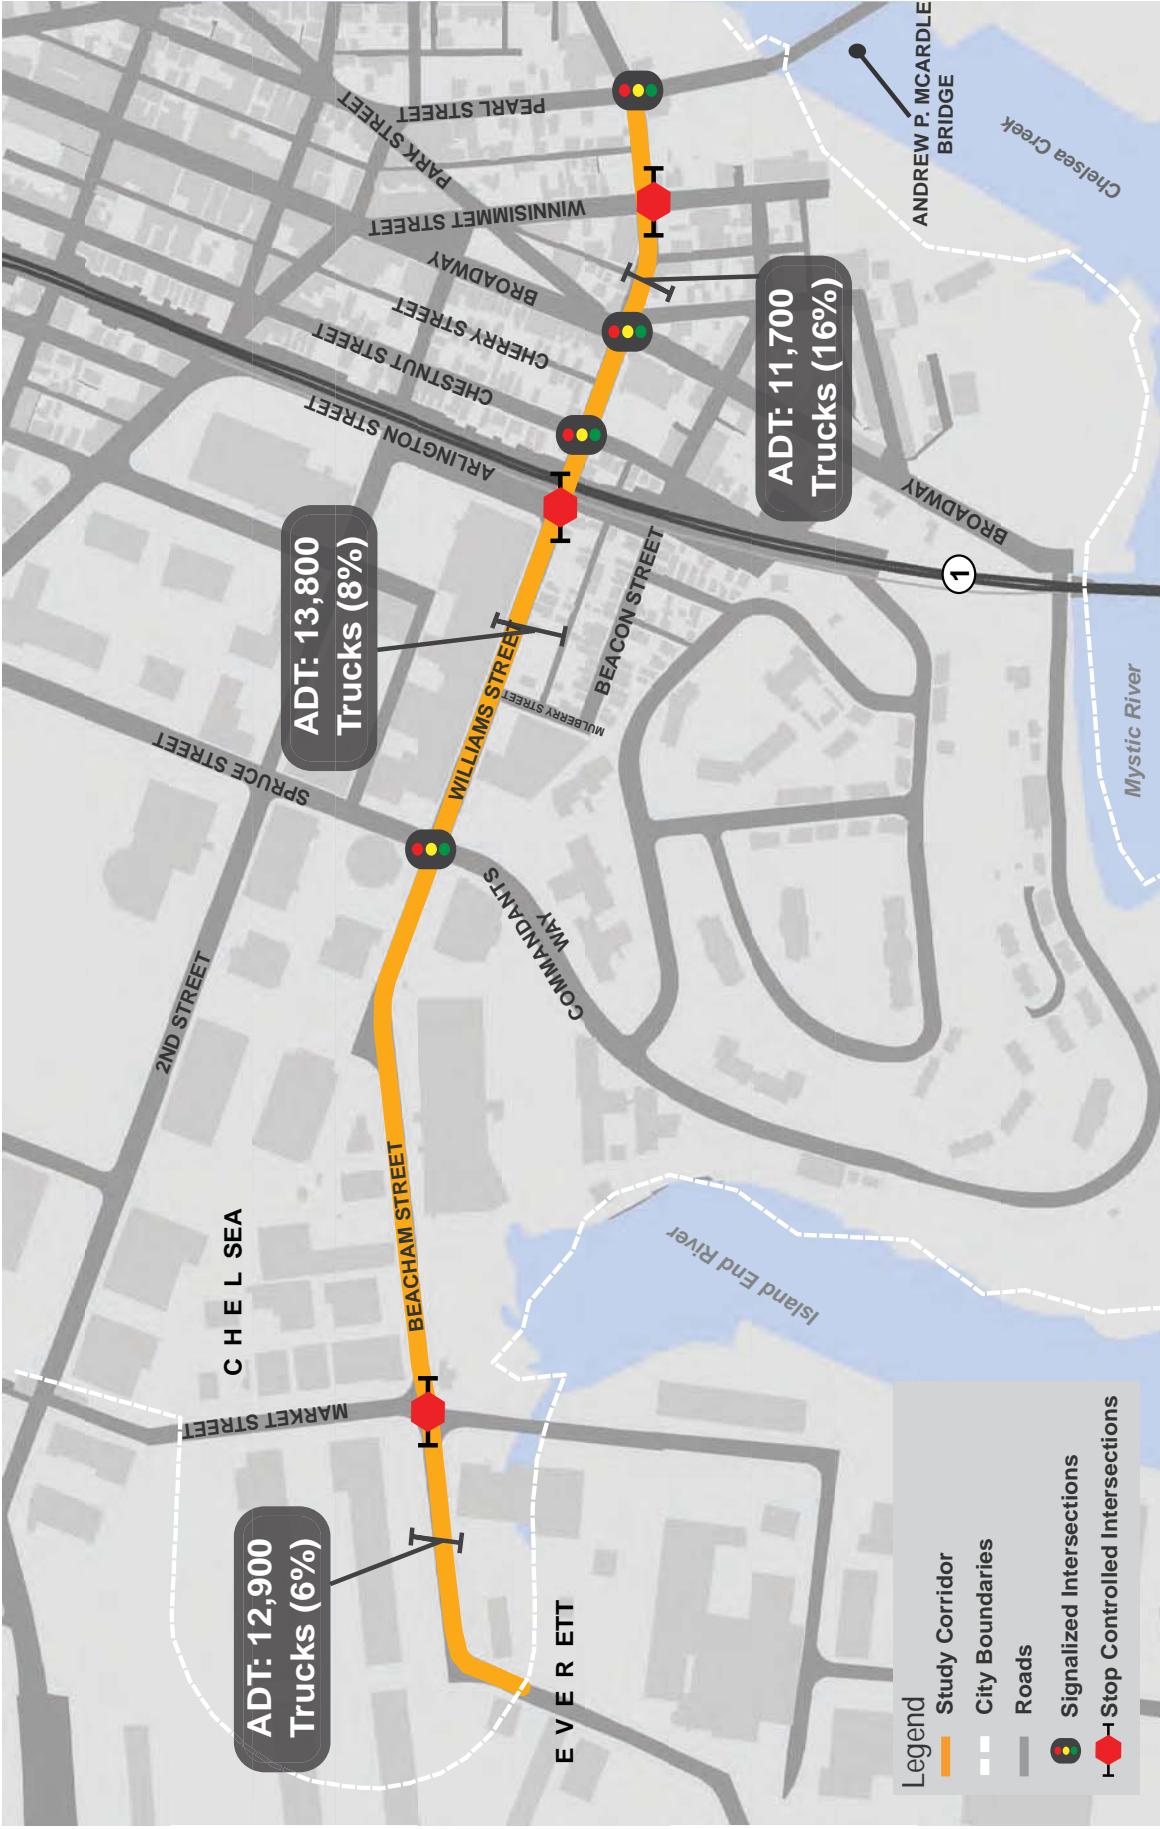 ADT: 12,900
Trucks (6%)
ADT: 13,800
Trucks (8%)
ADT: 11,700
Trucks (16%)
CHELSEA
EVERETT
2ND STREET
SPRUCE STREET
MARKET STREET
BEACHAM STREET
WILLIAMS STREET
COMMANDANTS
WAY
MULBERRY STREET
BEACON STREET
ARLINGTON STREET
CHESTNUT STREET
CHERRY STREET
BROADWAY
WINNISIMMET STREET
PARK STREET
PEARL STREET
BROADWAY
1
ANDREW P. MCARDLE
BRIDGE
Chelsea Creek
Mystic River
Island End River
Legend
Study Corridor
City Boundaries
Roads
Signalized Intersections
Stop Controlled Intersections